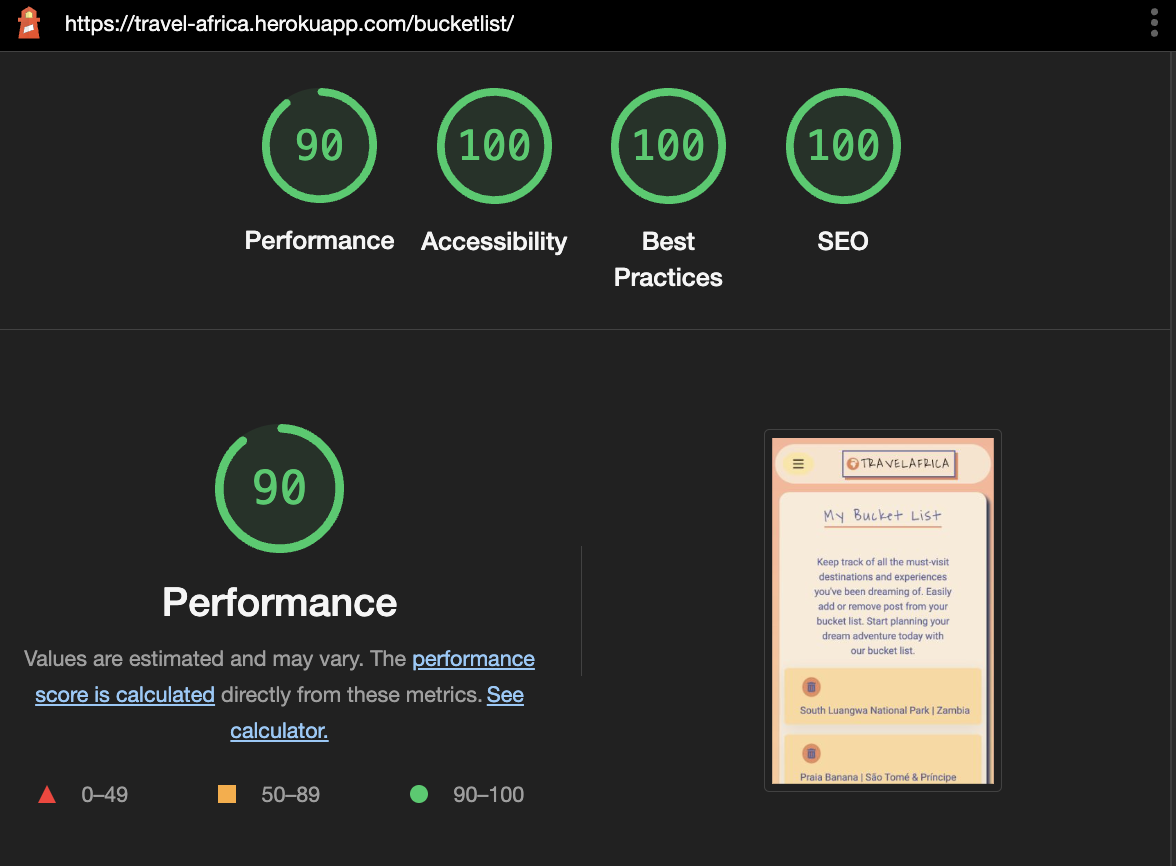 https://travel-africa.herokuapp.com/bucketlist/
90
100
100
100
Performance
Accessibility
Best
Practices
SEO
90
Performance
Values are estimated and may vary. The performance
score is calculated directly from these metrics. See
calculator.
0–49
50–89
90–100
TRAVELAFRICA
My Bucket List
Keep track of all the must-visit
destinations and experiences
you've been dreaming of. Easily
add or remove post from your
bucket list. Start planning your
dream adventure today with
our bucket list.
South Luangwa National Park | Zambia
Praia Banana | São Tomé & Príncipe